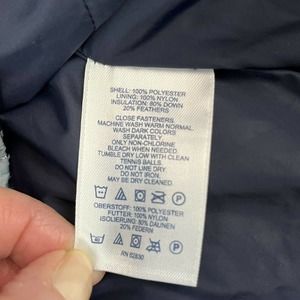 SHELL: 100% POLYESTER
LINING: 100% NYLON
INSULATION: 80% DOWN
20% FEATHERS
CLOSE FASTENERS.
MACHINE WASH WARM NORMAL.
WASH DARK COLORS
SEPARATELY.
ONLY NON-CHLORINE
BLEACH WHEN NEEDED.
TUMBLE DRY LOW WITH CLEAN
TENNIS BALLS.
DO NOT LINE DRY.
DO NOT IRON.
MAY BE DRY CLEANED.
OBERSTOFF: 100% POLYESTER
FUTTER: 100% NYLON
ISOLIERUNG: 80% DAUNEN
20% FEDERN
RN 62830